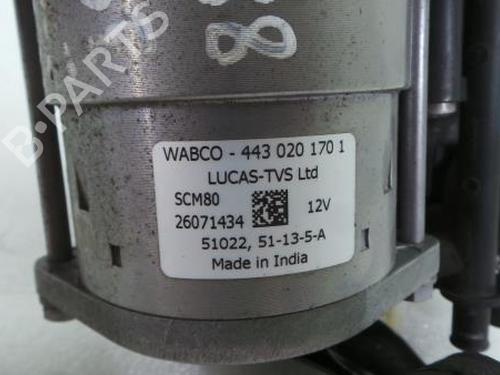 8
B-PARTS
WABCO - 443 020 170 1
LUCAS-TVS Ltd
SCM80
26071434 12V
51022, 51-13-5-A
Made in India